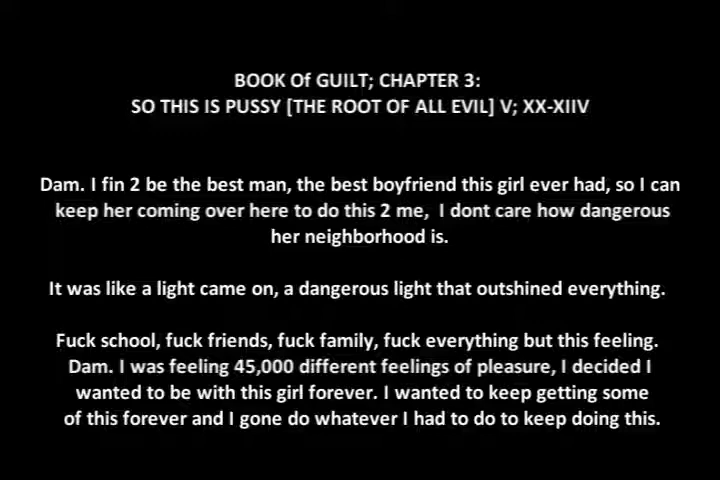 BOOK Of GUILT; CHAPTER 3:
SO THIS IS PUSSY [THE ROOT OF ALL EVIL] V; XX-XIIV
Dam. I fin 2 be the best man, the best boyfriend this girl ever had, so I can
keep her coming over here to do this 2 me,  I dont care how dangerous
her neighborhood is.
It was like a light came on, a dangerous light that outshined everything.
Fuck school, fuck friends, fuck family, fuck everything but this feeling.
Dam. I was feeling 45,000 different feelings of pleasure, I decided I
wanted to be with this girl forever. I wanted to keep getting some
of this forever and I gone do whatever I had to do to keep doing this.